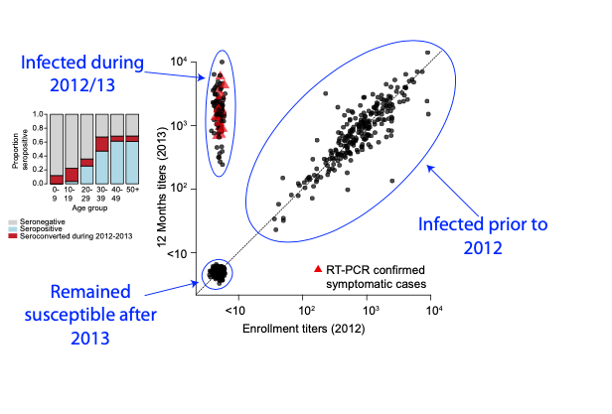 Infected during
2012/13
10⁴
10³
10²
<10
12 Months titers (2013)
<10
10²
10³
10⁴
Enrollment titers (2012)
RT-PCR confirmed
symptomatic cases
Infected prior to
2012
Remained
susceptible after
2013
Proportion
seropositive
1.0
0.8
0.6
0.4
0.2
0.0
0- 10- 20- 30- 40- 50+
9 19 29 39 49
Age group
Seronegative
Seropositive
Seroconverted during 2012-2013